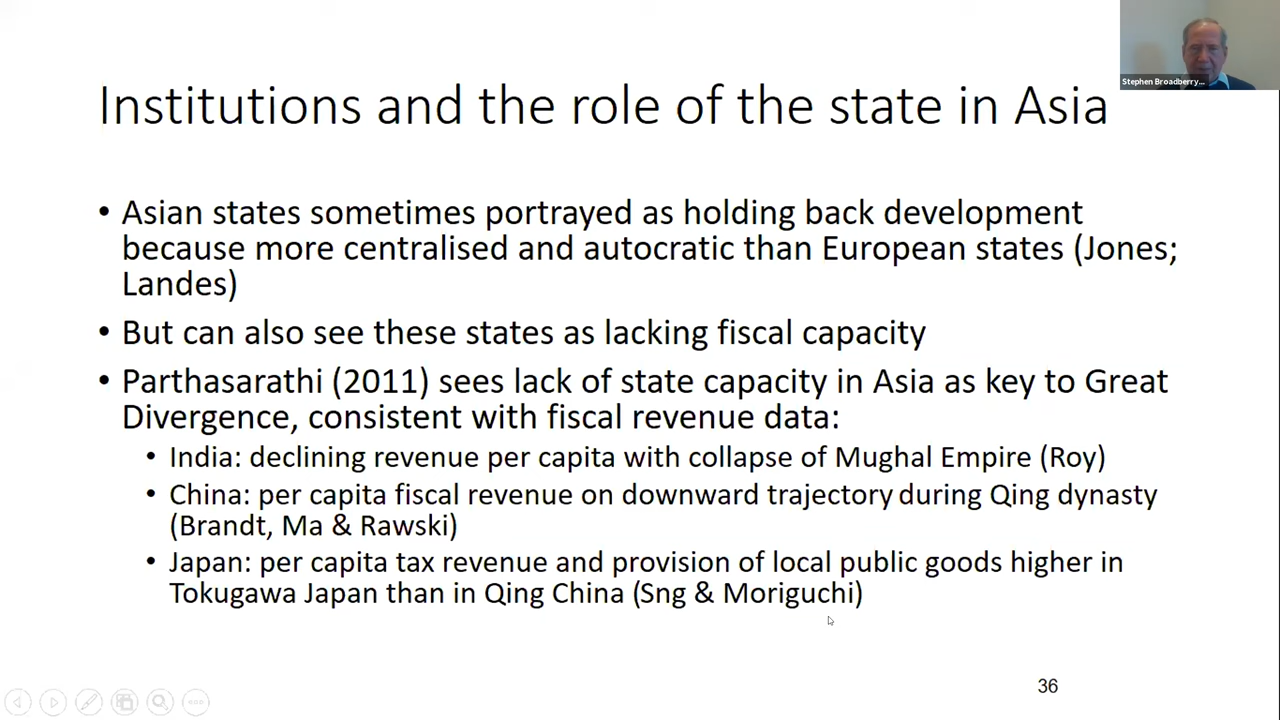 Stephen Broadberry...
Institutions and the role of the state in Asia
• Asian states sometimes portrayed as holding back development
because more centralised and autocratic than European states (Jones;
Landes)
• But can also see these states as lacking fiscal capacity
• Parthasarathi (2011) sees lack of state capacity in Asia as key to Great
Divergence, consistent with fiscal revenue data:
• India: declining revenue per capita with collapse of Mughal Empire (Roy)
• China: per capita fiscal revenue on downward trajectory during Qing dynasty
(Brandt, Ma & Rawski)
• Japan: per capita tax revenue and provision of local public goods higher in
Tokugawa Japan than in Qing China (Sng & Moriguchi)
36